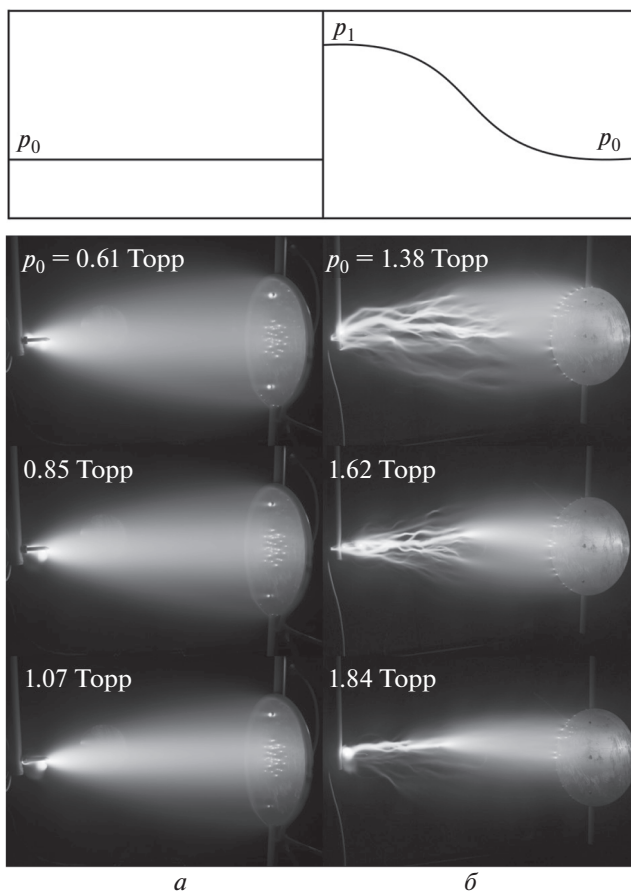 p₁
p₀ p₀
p₀ = 0.61 Торр p₀ = 1.38 Торр
0.85 Торр 1.62 Торр
1.07 Торр 1.84 Торр
а б